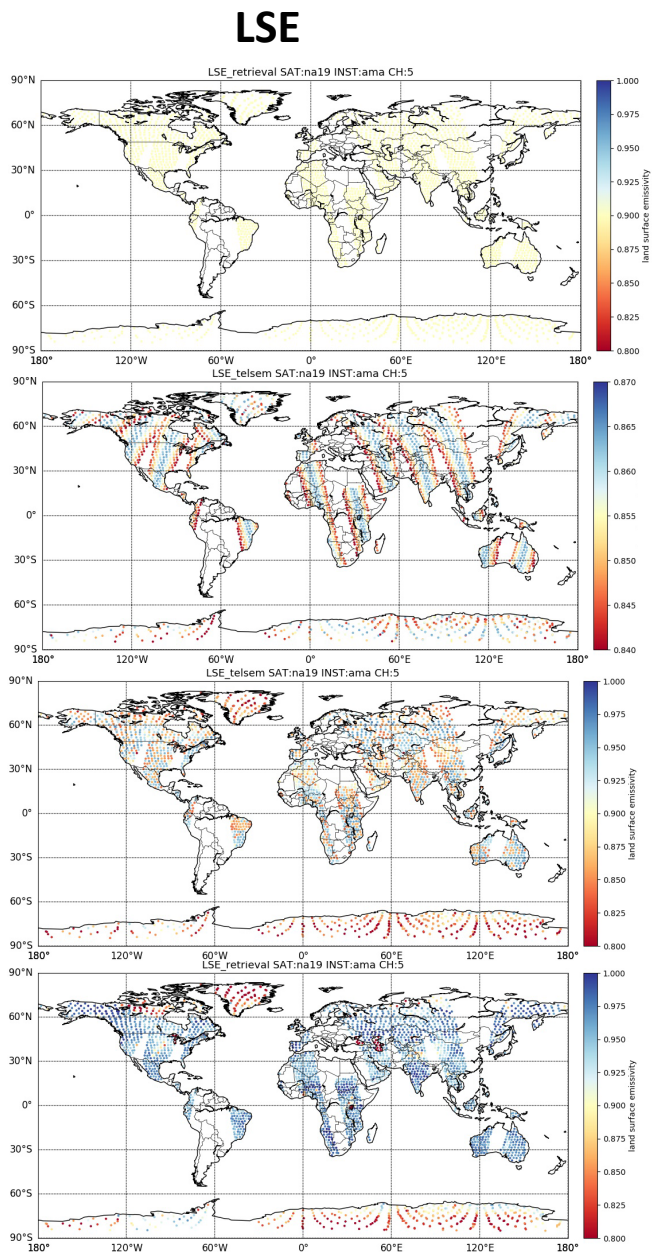 LSE
LSE_retrieval SAT:na19 INST:ama CH:5
90°N
60°N
30°N
0°
30°S
60°S
90°S
180°
120°W
60°W
0°
60°E
120°E
180°
1.000
0.975
0.950
0.925
0.900
0.875
0.850
0.825
0.800
land surface emissivity
LSE_telsem SAT:na19 INST:ama CH:5
90°N
60°N
30°N
0°
30°S
60°S
90°S
180°
120°W
60°W
0°
60°E
120°E
180°
0.870
0.865
0.860
0.855
0.850
0.845
0.840
land surface emissivity
LSE_telsem SAT:na19 INST:ama CH:5
90°N
60°N
30°N
0°
30°S
60°S
90°S
180°
120°W
60°W
0°
60°E
120°E
180°
1.000
0.975
0.950
0.925
0.900
0.875
0.850
0.825
0.800
land surface emissivity
LSE_retrieval SAT:na19 INST:ama CH:5
90°N
60°N
30°N
0°
30°S
60°S
90°S
180°
120°W
60°W
0°
60°E
120°E
180°
1.000
0.975
0.950
0.925
0.900
0.875
0.850
0.825
0.800
land surface emissivity